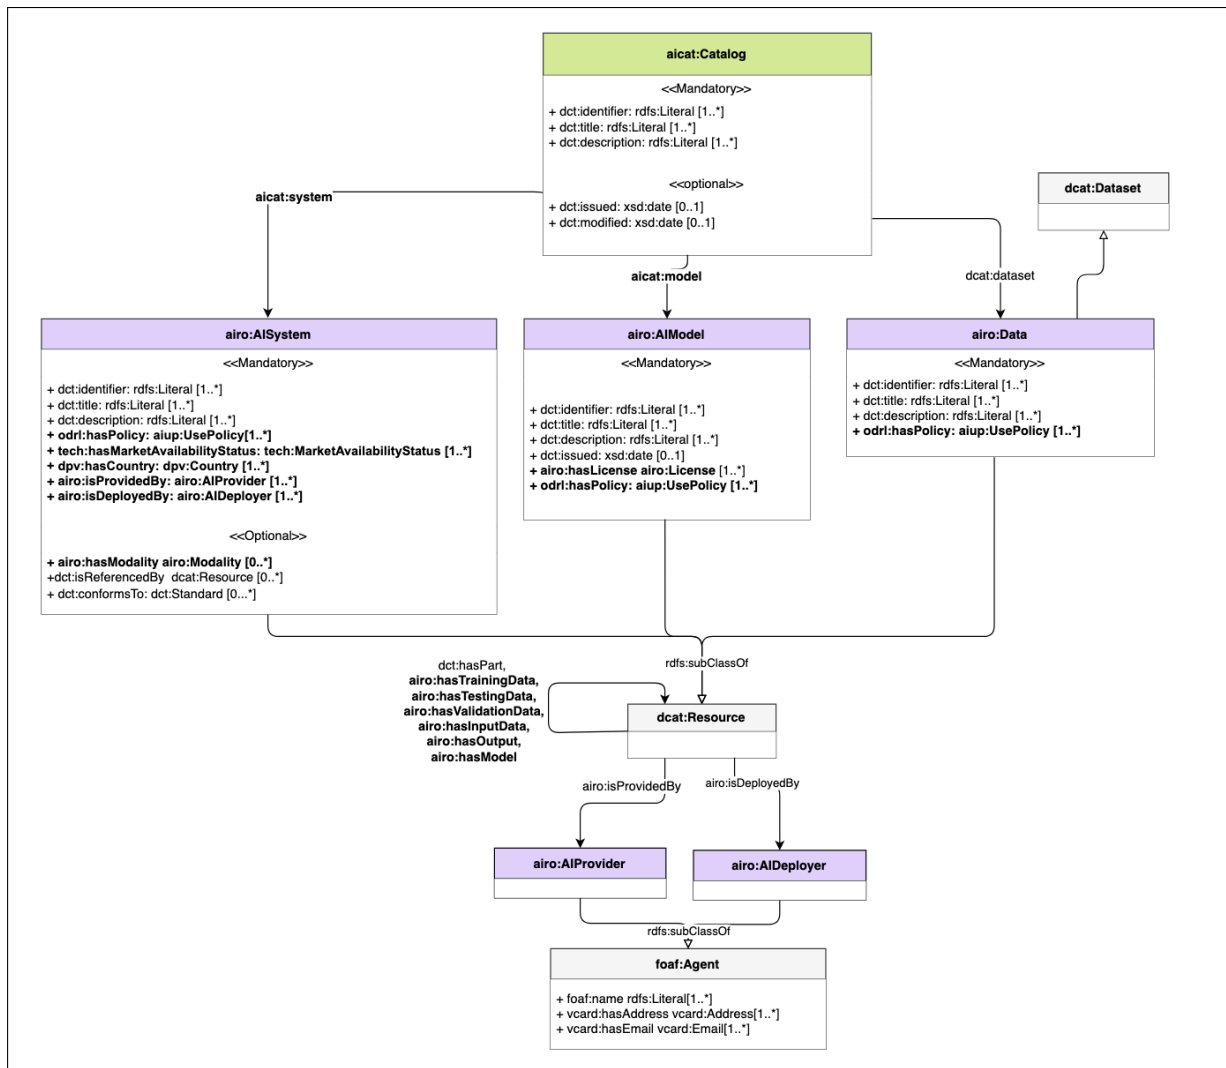 aicat:Catalog
<<Mandatory>>
+ dct:identifier: rdfs:Literal [1..*]
+ dct:title: rdfs:Literal [1..*]
+ dct:description: rdfs:Literal [1..*]
<<optional>>
+ dct:issued: xsd:date [0..1]
+ dct:modified: xsd:date [0..1]
dcat:Dataset
aicat:system
aicat:model
dcat:dataset
airo:AISystem
<<Mandatory>>
+ dct:identifier: rdfs:Literal [1..*]
+ dct:title: rdfs:Literal [1..*]
+ dct:description: rdfs:Literal [1..*]
+ odrl:hasPolicy: aiup:UsePolicy[1..*]
+ tech:hasMarketAvailabilityStatus: tech:MarketAvailabilityStatus [1..*]
+ dpv:hasCountry: dpv:Country [1..*]
+ airo:isProvidedBy: airo:AIProvider [1..*]
+ airo:isDeployedBy: airo:AIDeployer [1..*]
<<Optional>>
+ airo:hasModality airo:Modality [0..*]
+dct:isReferencedBy dcat:Resource [0..*]
+ dct:conformsTo: dct:Standard [0...*]
airo:AIModel
<<Mandatory>>
+ dct:identifier: rdfs:Literal [1..*]
+ dct:title: rdfs:Literal [1..*]
+ dct:description: rdfs:Literal [1..*]
+ dct:issued: xsd:date [0..1]
+ airo:hasLicense airo:License [1..*]
+ odrl:hasPolicy: aiup:UsePolicy [1..*]
airo:Data
<<Mandatory>>
+ dct:identifier: rdfs:Literal [1..*]
+ dct:title: rdfs:Literal [1..*]
+ dct:description: rdfs:Literal [1..*]
+ odrl:hasPolicy: aiup:UsePolicy [1..*]
rdfs:subClassOf
dct:hasPart,
airo:hasTrainingData,
airo:hasTestingData,
airo:hasValidationData,
airo:hasInputData,
airo:hasOutput,
airo:hasModel
dcat:Resource
airo:isProvidedBy
airo:isDeployedBy
airo:AIProvider
airo:AIDeployer
rdfs:subClassOf
foaf:Agent
+ foaf:name rdfs:Literal[1..*]
+ vcard:hasAddress vcard:Address[1..*]
+ vcard:hasEmail vcard:Email[1..*]